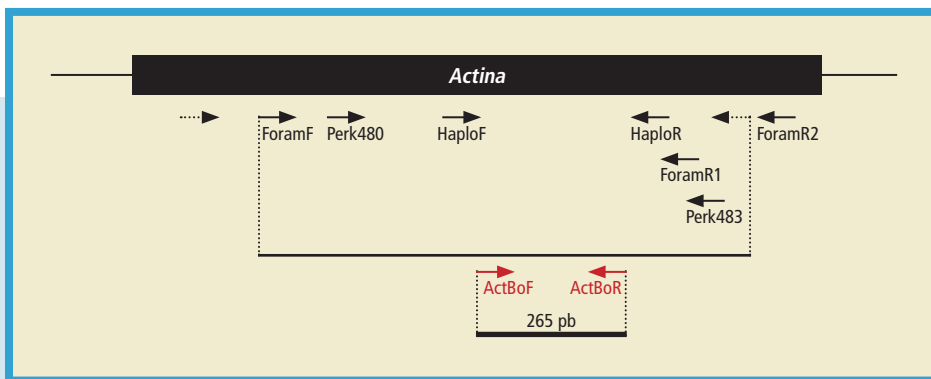 Actina
ForamF Perk480 HaploF HaploR ForamR2
ForamR1
Perk483
ActBoF ActBoR
265 pb